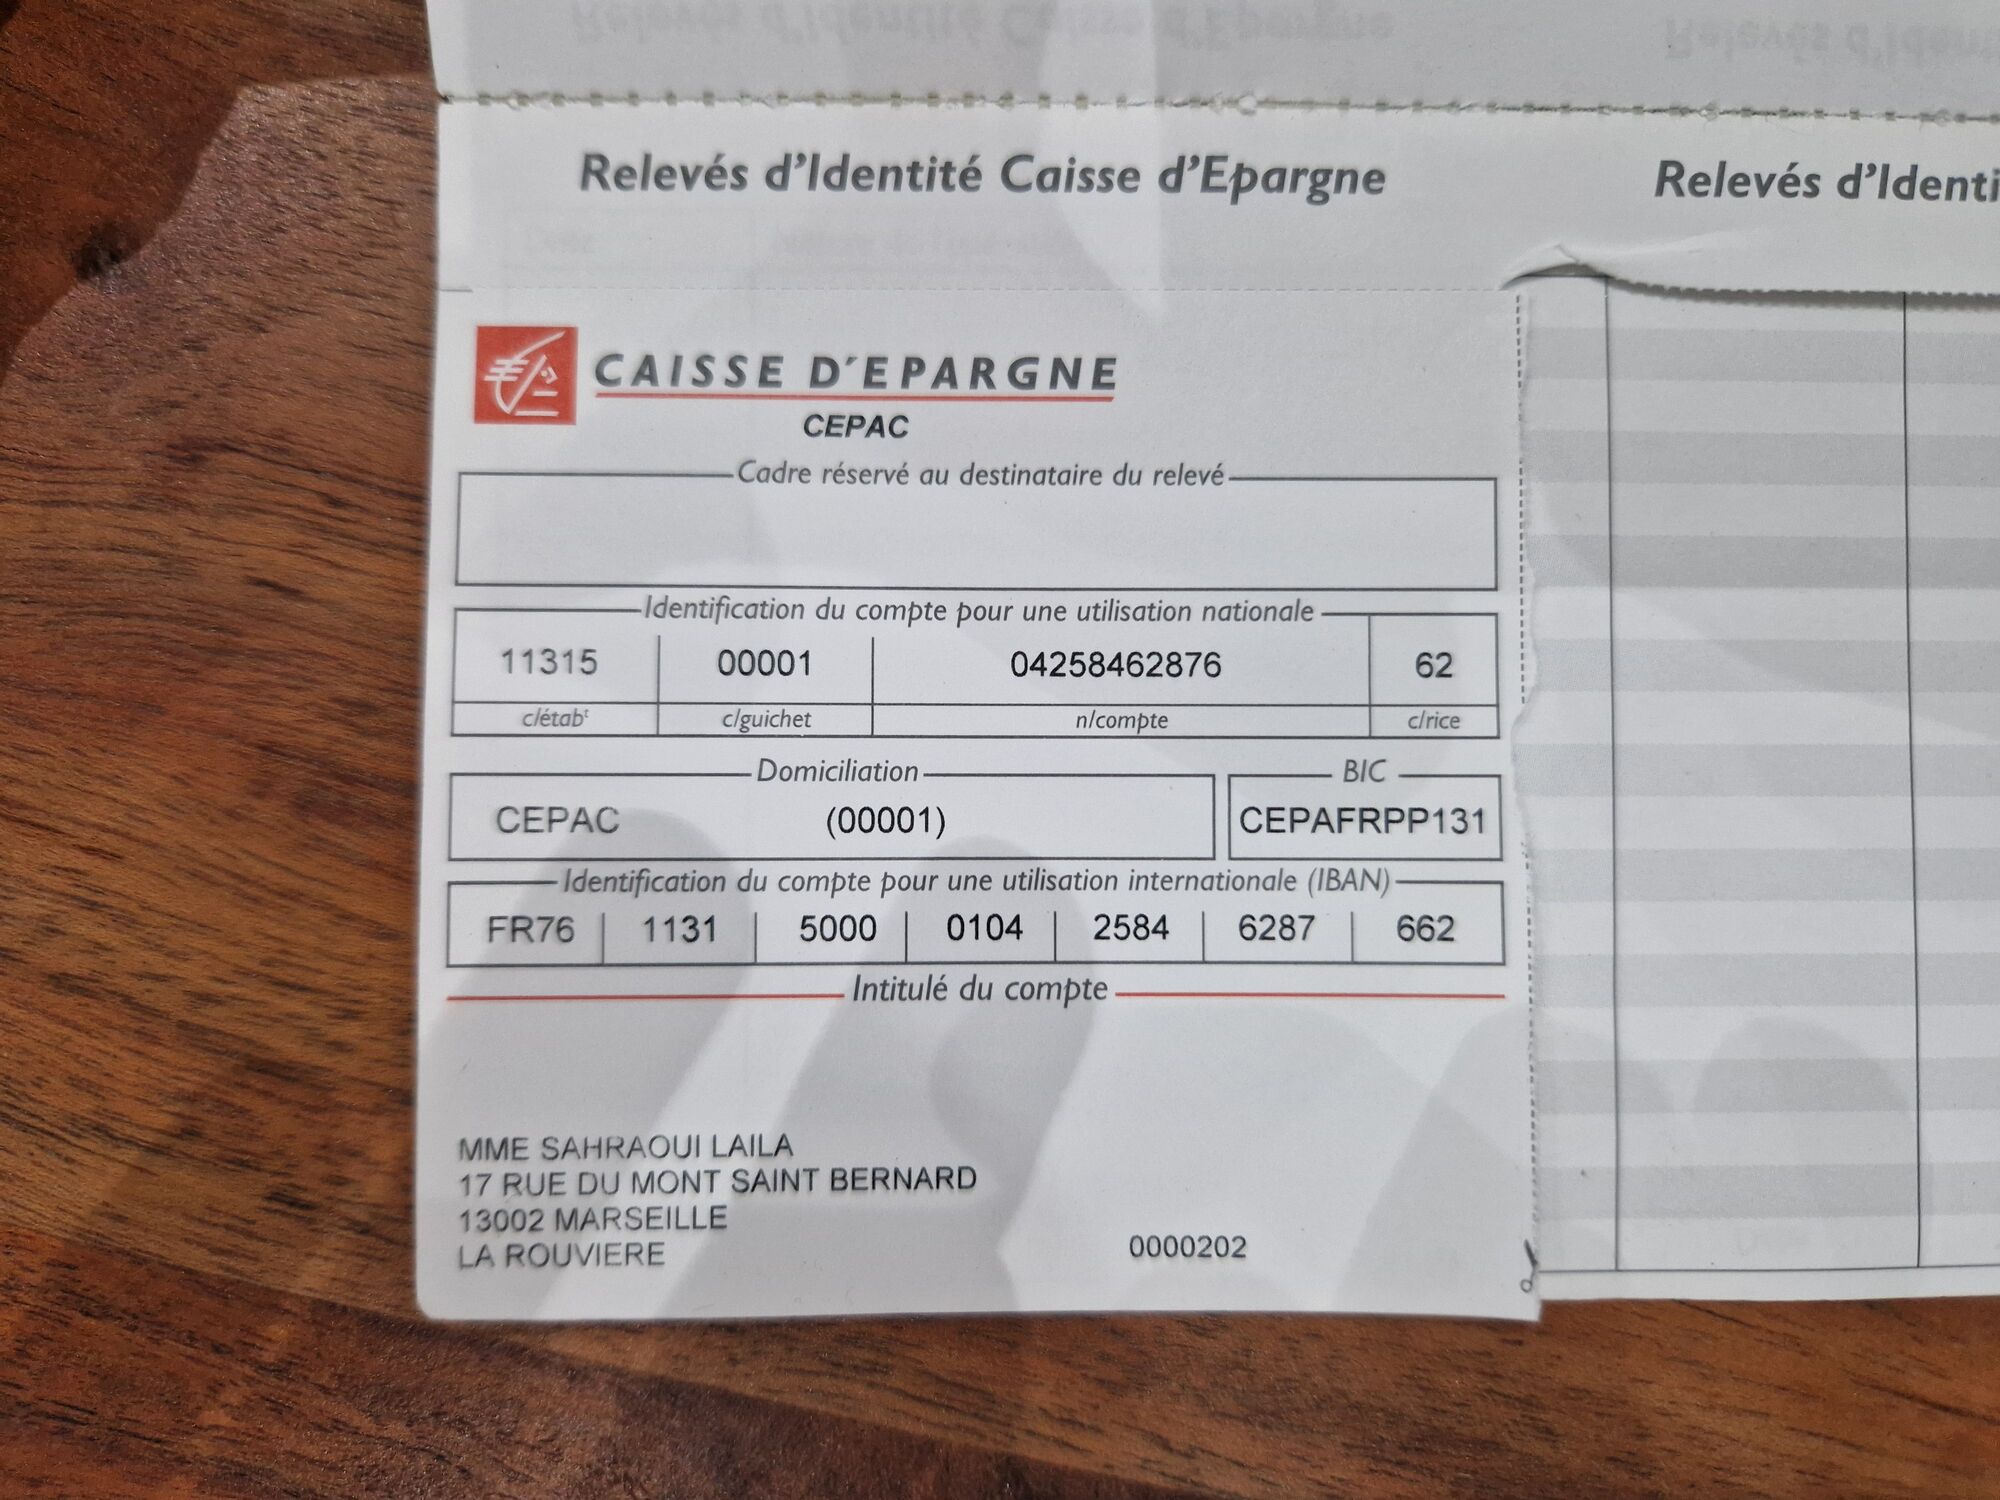 Relevés d'Identité Caisse d'Epargne
Relevés d'Identi
CAISSE D'EPARGNE
CEPAC
Cadre réservé au destinataire du relevé
Identification du compte pour une utilisation nationale
11315 00001 04258462876 62
c/étabt c/guichet n/compte c/rice
Domiciliation BIC
CEPAC (00001) CEPAFRPP131
Identification du compte pour une utilisation internationale (IBAN)
FR76 1131 5000 0104 2584 6287 662
Intitulé du compte
MME SAHRAOUI LAILA
17 RUE DU MONT SAINT BERNARD
13002 MARSEILLE
LA ROUVIERE
0000202